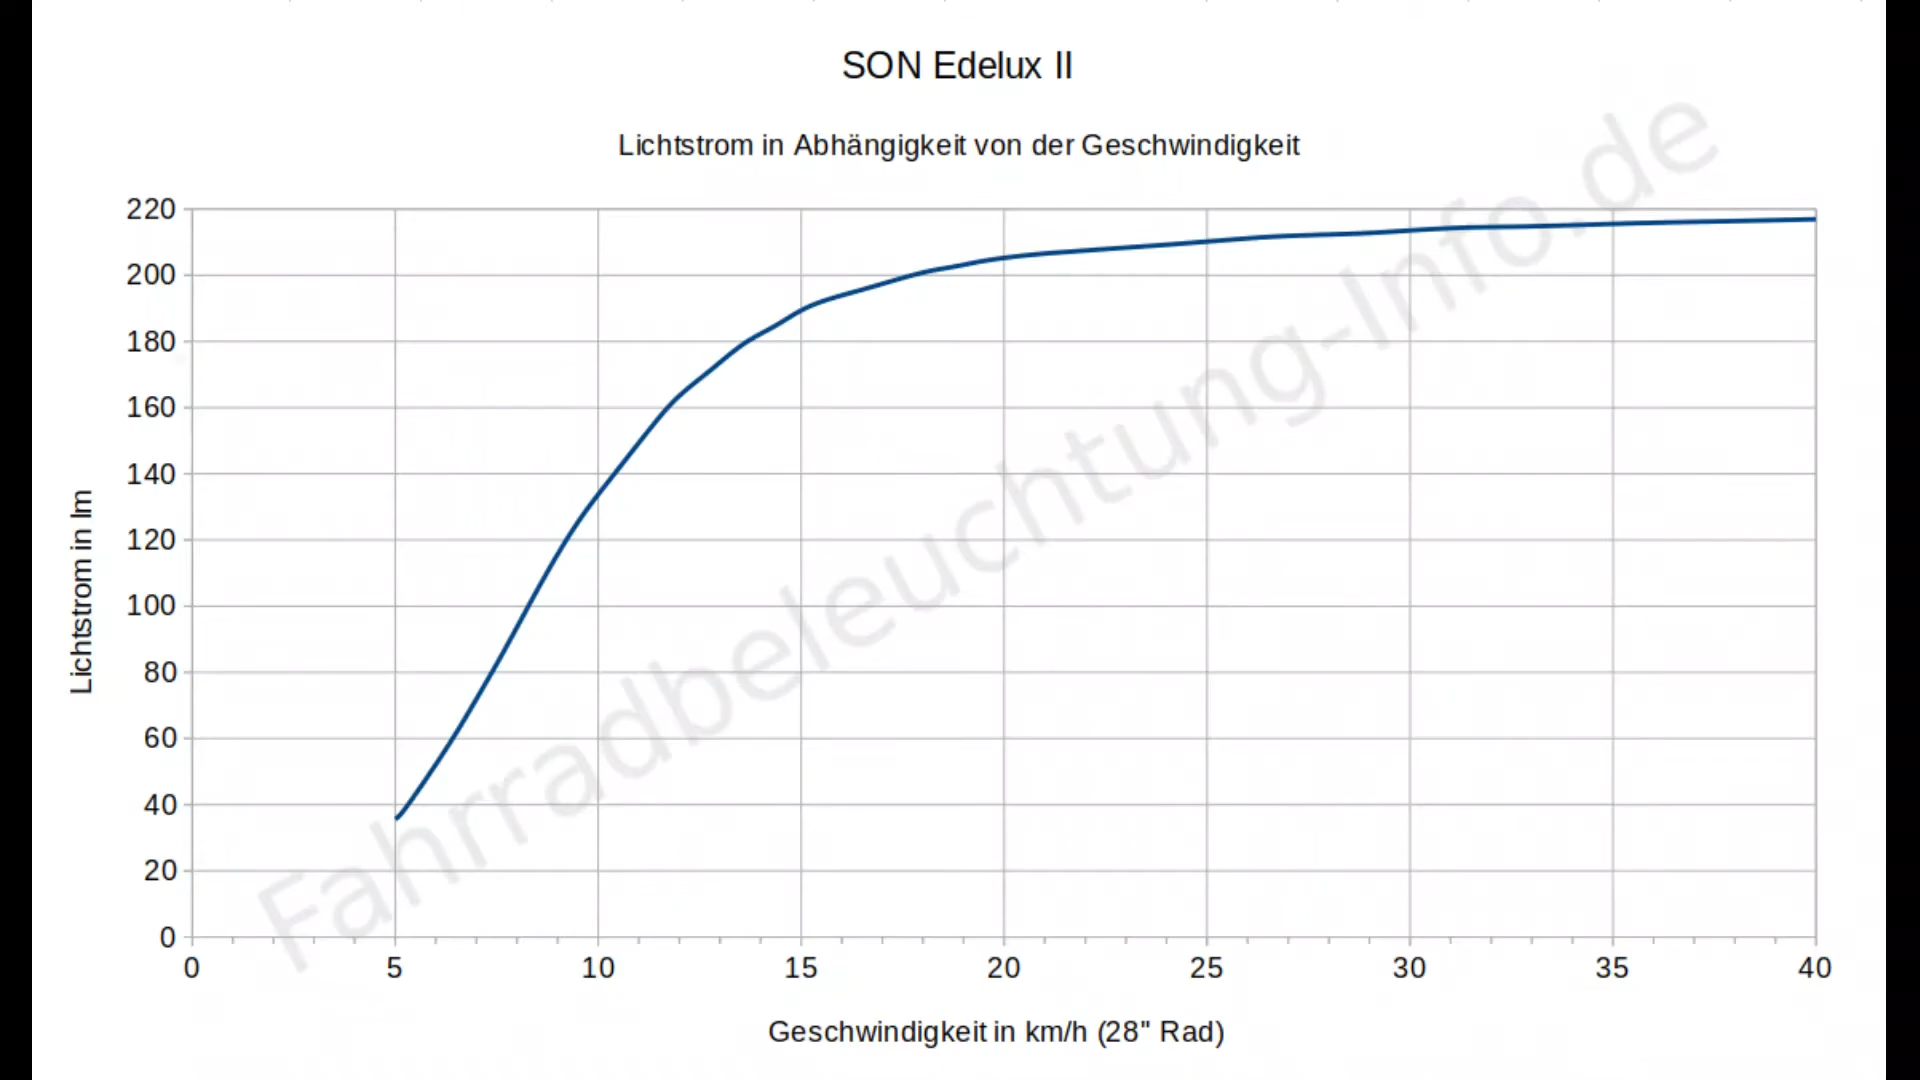 SON Edelux II
Lichtstrom in Abhängigkeit von der Geschwindigkeit
220
200
180
160
140
120
100
80
60
40
20
0
Lichtstrom in lm
0 5 10 15 20 25 30 35 40
Geschwindigkeit in km/h (28" Rad)
Fahrradbeleuchtung-Info.de